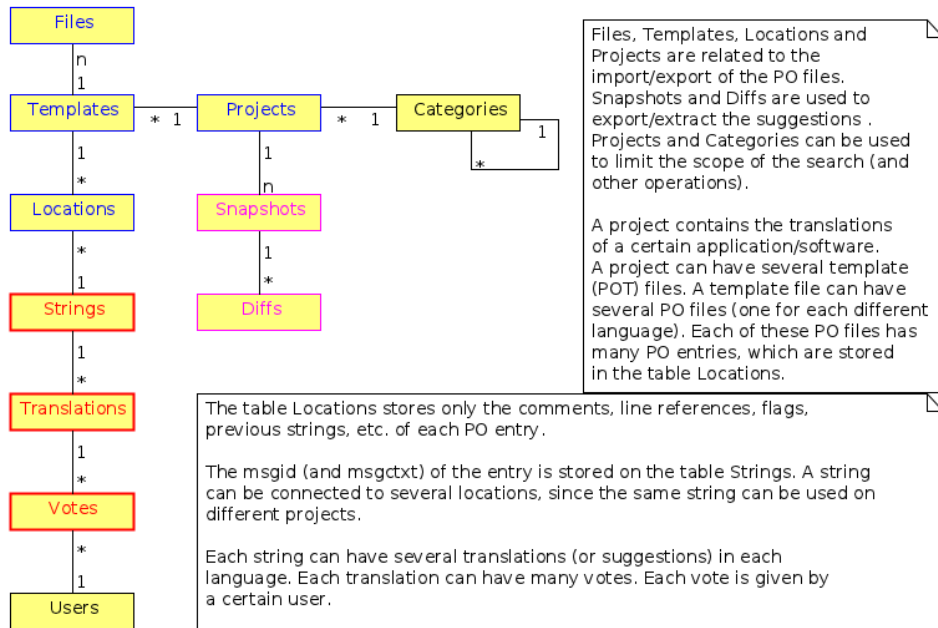 Files
n
1
Templates
* 1
Projects
* 1
Categories
1
*
1
*
1
n
Locations
Snapshots
*
1
1
*
Strings
Diffs
1
*
Translations
1
*
Votes
*
1
Users
Files, Templates, Locations and
Projects are related to the
import/export of the PO files.
Snapshots and Diffs are used to
export/extract the suggestions .
Projects and Categories can be used
to limit the scope of the search (and
other operations).
A project contains the translations
of a certain application/software.
A project can have several template
(POT) files. A template file can have
several PO files (one for each different
language). Each of these PO files has
many PO entries, which are stored
in the table Locations.
The table Locations stores only the comments, line references, flags,
previous strings, etc. of each PO entry.
The msgid (and msgctxt) of the entry is stored on the table Strings. A string
can be connected to several locations, since the same string can be used on
different projects.
Each string can have several translations (or suggestions) in each
language. Each translation can have many votes. Each vote is given by
a certain user.